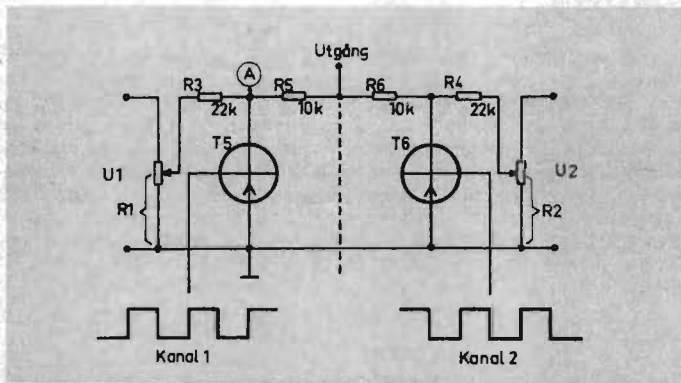 Utgång
A
R3
R5
R6
R4
22k
10k
10k
22k
T5
T6
U1
U2
R1
R2
Kanal 1
Kanal 2